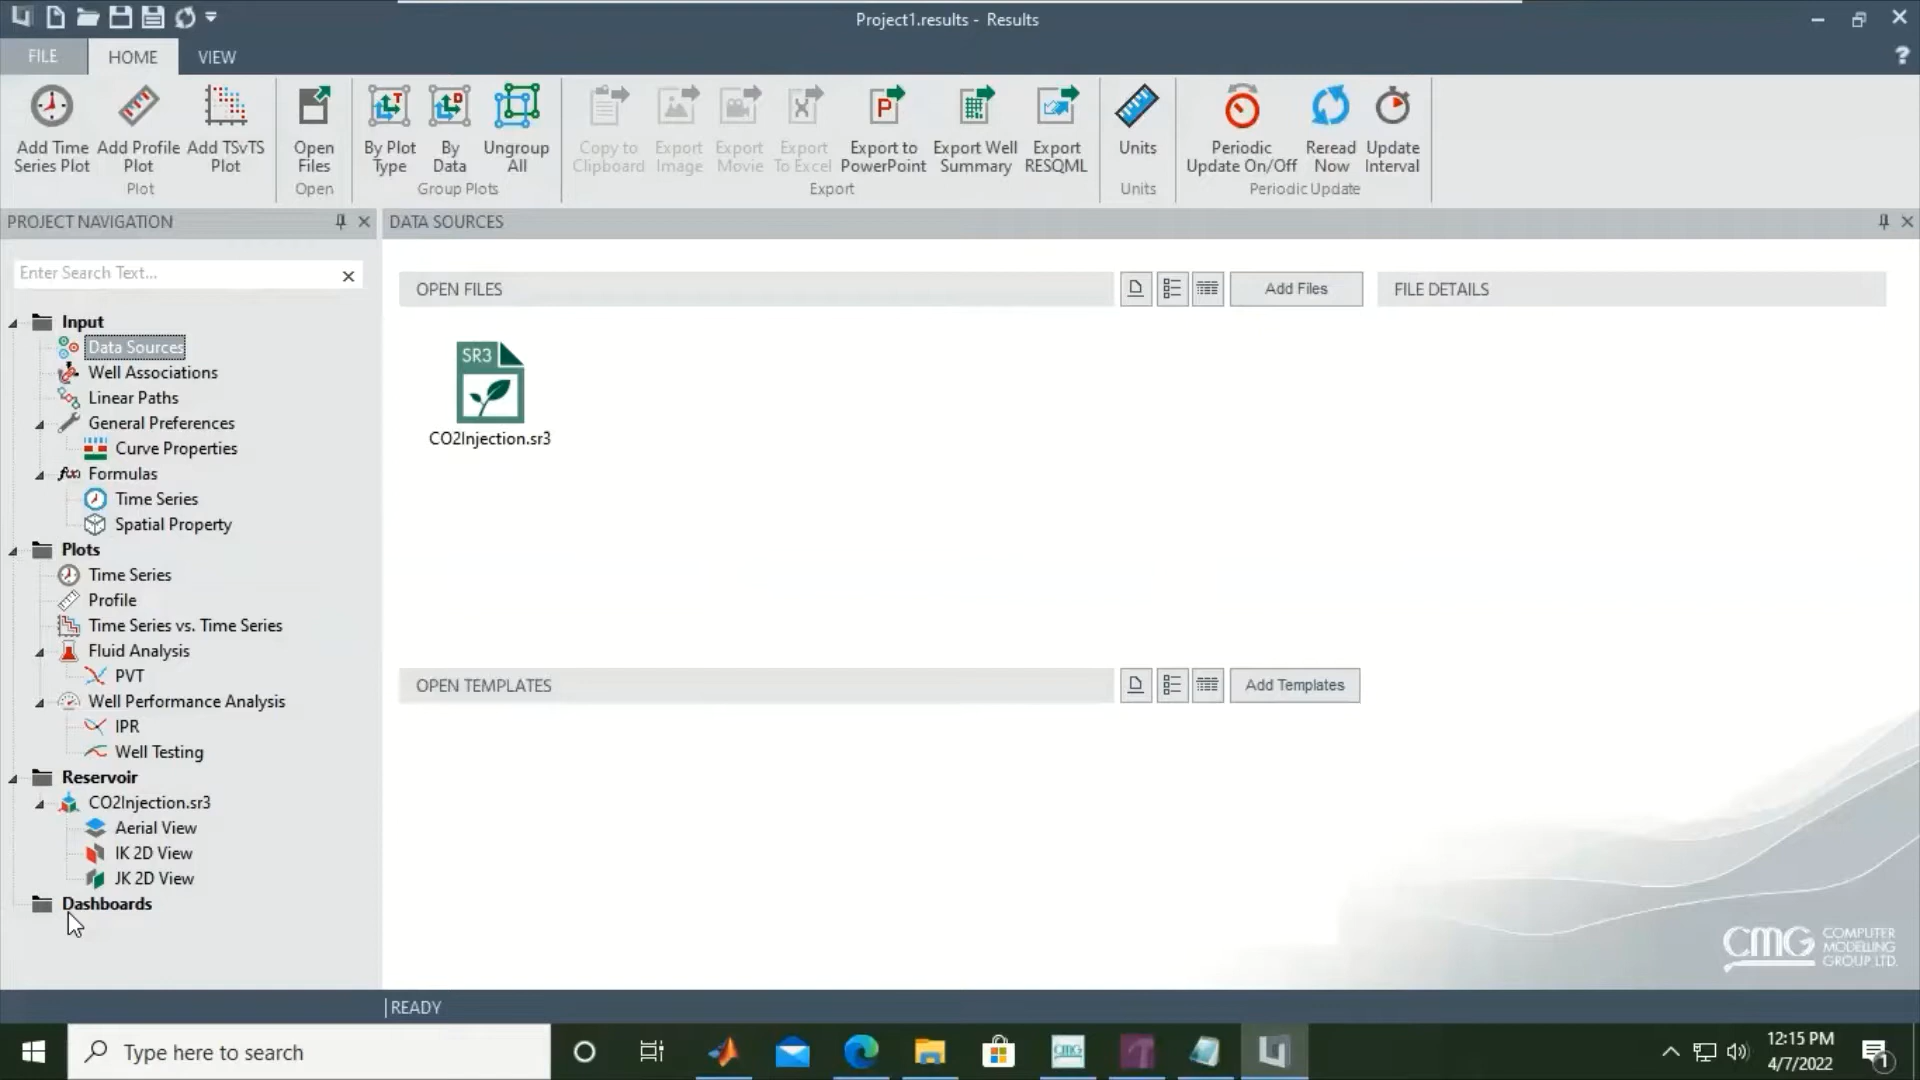 Project1.results - Results
FILE
HOME
VIEW
?
Add Time Series Plot
Add Profile Plot
Add TSvTS Plot
Plot
Open Files
Open
By Plot Type
By Data
Ungroup All
Group Plots
Copy to Clipboard
Export Image
Export Movie
Export To Excel
Export to PowerPoint
Export Well Summary
Export RESQML
Export
Units
Units
Periodic Update On/Off
Reread Now
Update Interval
Periodic Update
PROJECT NAVIGATION
DATA SOURCES
Enter Search Text...
Input
Data Sources
Well Associations
Linear Paths
General Preferences
Curve Properties
Formulas
Time Series
Spatial Property
Plots
Time Series
Profile
Time Series vs. Time Series
Fluid Analysis
PVT
Well Performance Analysis
IPR
Well Testing
Reservoir
CO2Injection.sr3
Aerial View
IK 2D View
JK 2D View
Dashboards
OPEN FILES
Add Files
FILE DETAILS
SR3
CO2Injection.sr3
OPEN TEMPLATES
Add Templates
CMG COMPUTER MODELLING GROUP LTD.
READY
Type here to search
CMG
12:15 PM
4/7/2022
1